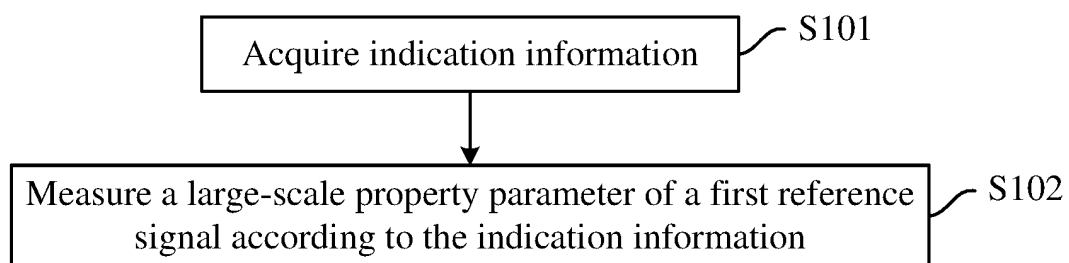 Acquire indication information
S101
Measure a large-scale property parameter of a first reference
signal according to the indication information
S102